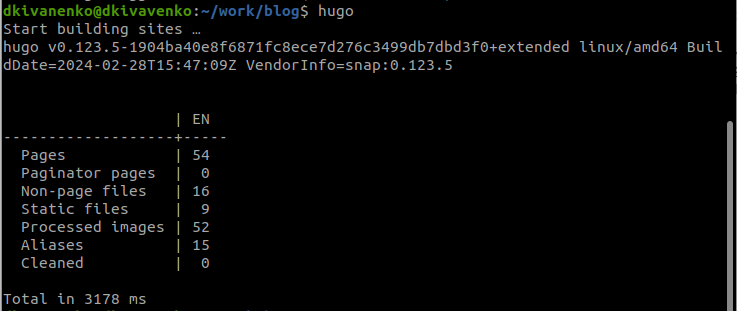 dkivanenko@dkivavenko:~/work/blog$ hugo
Start building sites …
hugo v0.123.5-1904ba40e8f6871fc8ece7d276c3499db7dbd3f0+extended linux/amd64 Buil
dDate=2024-02-28T15:47:09Z VendorInfo=snap:0.123.5
                   | EN
-------------------+-----
  Pages            | 54
  Paginator pages  |  0
  Non-page files   | 16
  Static files     |  9
  Processed images | 52
  Aliases          | 15
  Cleaned          |  0
Total in 3178 ms